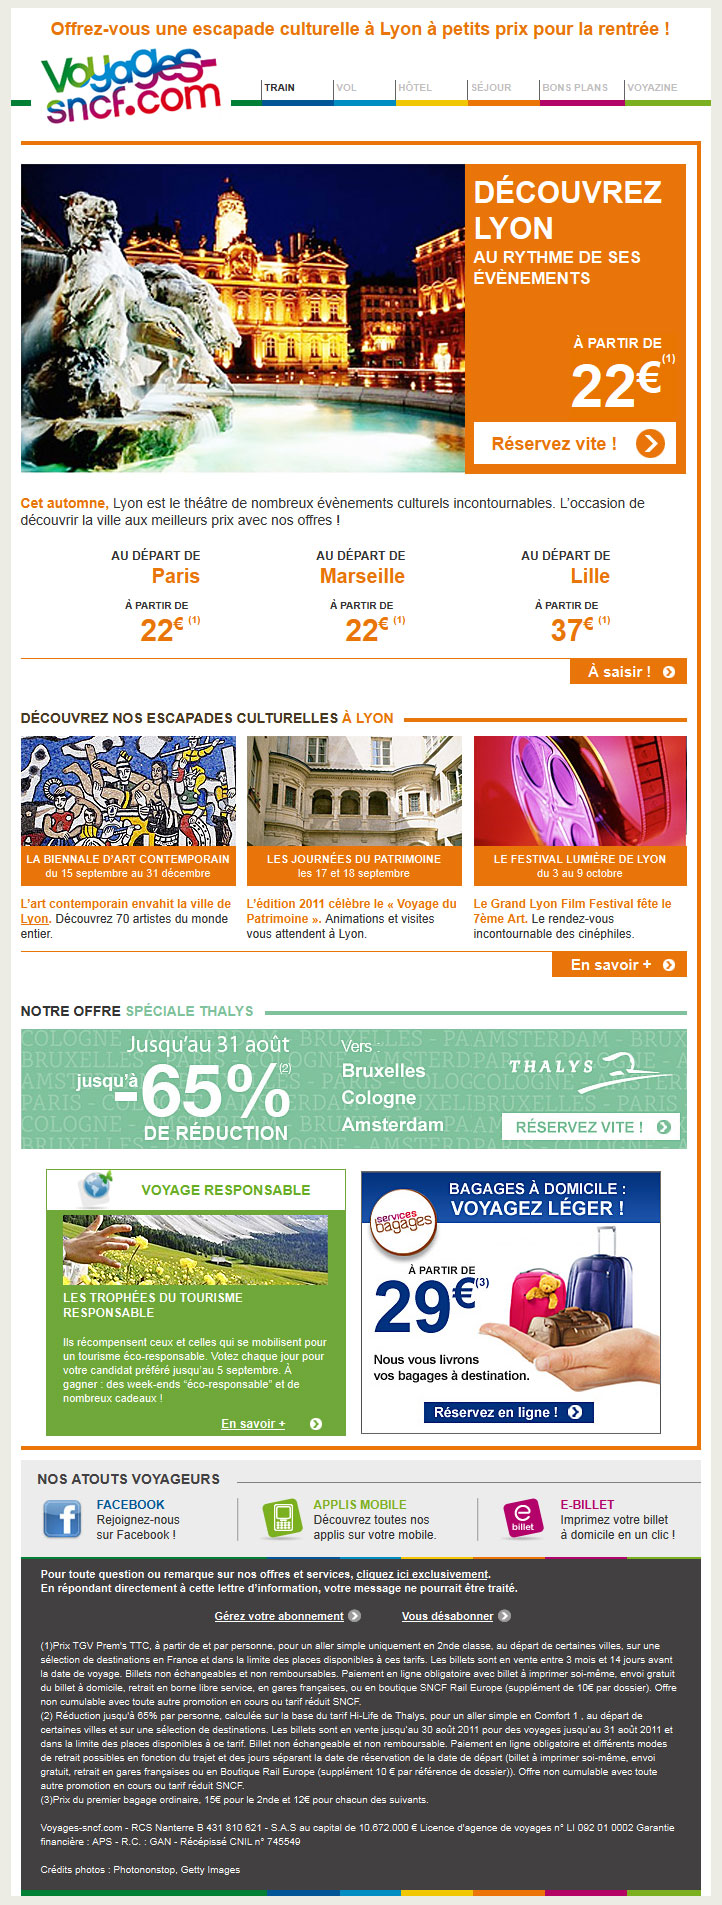 Offrez-vous une escapade culturelle à Lyon à petits prix pour la rentrée !
Voyages-
sncf.com
TRAIN
VOL
HÔTEL
SÉJOUR
BONS PLANS
VOYAZINE
DÉCOUVREZ
LYON
AU RYTHME DE SES
ÉVÈNEMENTS
À PARTIR DE
22€(1)
Réservez vite !
Cet automne, Lyon est le théâtre de nombreux évènements culturels incontournables. L'occasion de
découvrir la ville aux meilleurs prix avec nos offres !
AU DÉPART DE
Paris
À PARTIR DE
22€ (1)
AU DÉPART DE
Marseille
À PARTIR DE
22€ (1)
AU DÉPART DE
Lille
À PARTIR DE
37€ (1)
À saisir !
DÉCOUVREZ NOS ESCAPADES CULTURELLES À LYON
LA BIENNALE D'ART CONTEMPORAIN
du 15 septembre au 31 décembre
L'art contemporain envahit la ville de
Lyon. Découvrez 70 artistes du monde
entier.
LES JOURNÉES DU PATRIMOINE
les 17 et 18 septembre
L'édition 2011 célèbre le « Voyage du
Patrimoine ». Animations et visites
vous attendent à Lyon.
LE FESTIVAL LUMIÈRE DE LYON
du 3 au 9 octobre
Le Grand Lyon Film Festival fête le
7ème Art. Le rendez-vous
incontournable des cinéphiles.
En savoir +
NOTRE OFFRE SPÉCIALE THALYS
Jusqu'au 31 août
jusqu'à
-65%(2)
DE RÉDUCTION
Vers :
Bruxelles
Cologne
Amsterdam
THALYS
RÉSERVEZ VITE !
VOYAGE RESPONSABLE
LES TROPHÉES DU TOURISME
RESPONSABLE
Ils récompensent ceux et celles qui se mobilisent pour
un tourisme éco-responsable. Votez chaque jour pour
votre candidat préféré jusqu'au 5 septembre. À
gagner : des week-ends "éco-responsable" et de
nombreux cadeaux !
En savoir +
services
bagages
BAGAGES À DOMICILE :
VOYAGEZ LÉGER !
À PARTIR DE
29€(3)
Nous vous livrons
vos bagages à destination.
Réservez en ligne !
NOS ATOUTS VOYAGEURS
FACEBOOK
Rejoignez-nous
sur Facebook !
APPLIS MOBILE
Découvrez toutes nos
applis sur votre mobile.
e
billet
E-BILLET
Imprimez votre billet
à domicile en un clic !
Pour toute question ou remarque sur nos offres et services, cliquez ici exclusivement.
En répondant directement à cette lettre d'information, votre message ne pourrait être traité.
Gérez votre abonnement
Vous désabonner
(1)Prix TGV Prem's TTC, à partir de et par personne, pour un aller simple uniquement en 2nde classe, au départ de certaines villes, sur une
sélection de destinations en France et dans la limite des places disponibles à ces tarifs. Les billets sont en vente entre 3 mois et 14 jours avant
la date de voyage. Billets non échangeables et non remboursables. Paiement en ligne obligatoire avec billet à imprimer soi-même, envoi gratuit
du billet à domicile, retrait en borne libre service, en gares françaises, ou en boutique SNCF Rail Europe (supplément de 10€ par dossier). Offre
non cumulable avec toute autre promotion en cours ou tarif réduit SNCF.
(2) Réduction jusqu'à 65% par personne, calculée sur la base du tarif Hi-Life de Thalys, pour un aller simple en Comfort 1 , au départ de
certaines villes et sur une sélection de destinations. Les billets sont en vente jusqu'au 30 août 2011 pour des voyages jusqu'au 31 août 2011 et
dans la limite des places disponibles à ce tarif. Billet non échangeable et non remboursable. Paiement en ligne obligatoire et différents modes
de retrait possibles en fonction du trajet et des jours séparant la date de réservation de la date de départ (billet à imprimer soi-même, envoi
gratuit, retrait en gares françaises ou en Boutique Rail Europe (supplément 10 € par référence de dossier)). Offre non cumulable avec toute
autre promotion en cours ou tarif réduit SNCF.
(3)Prix du premier bagage ordinaire, 15€ pour le 2nde et 12€ pour chacun des suivants.
Voyages-sncf.com - RCS Nanterre B 431 810 621 - S.A.S au capital de 10.672.000 € Licence d'agence de voyages n° LI 092 01 0002 Garantie
financière : APS - R.C. : GAN - Récépissé CNIL n° 745549
Crédits photos : Photononstop, Getty Images